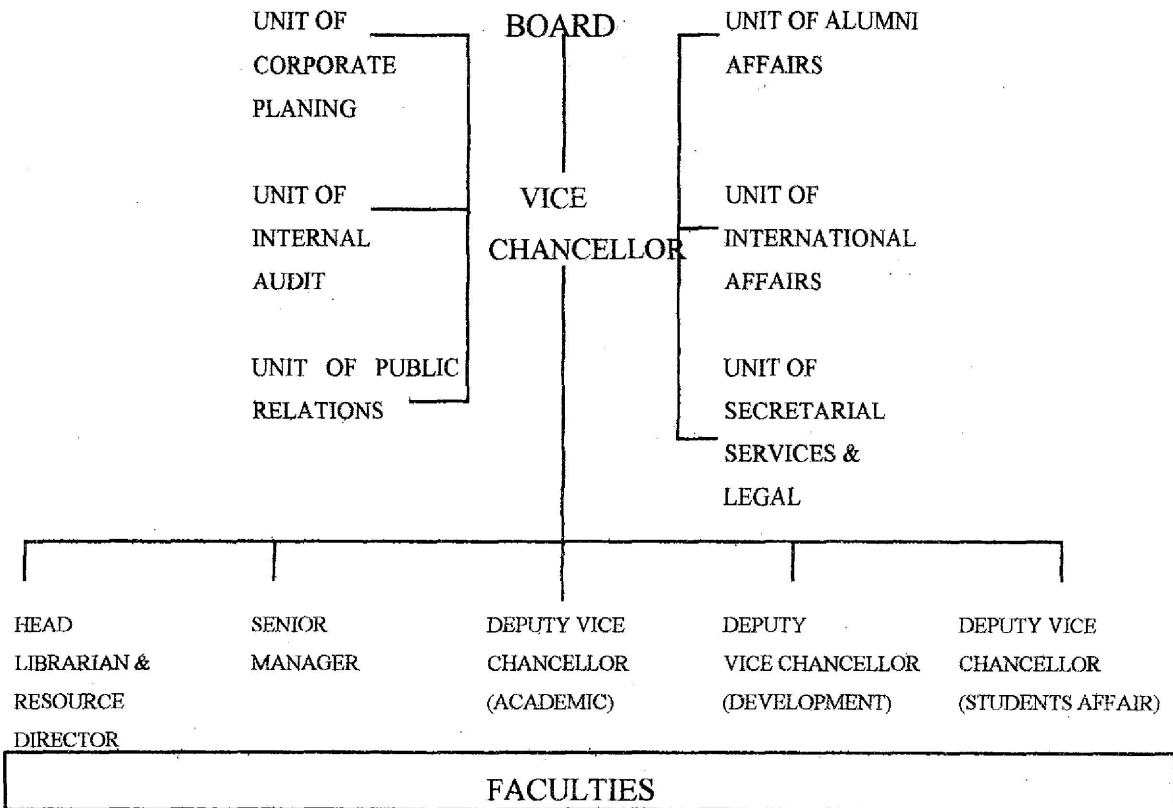 UNIT OF
CORPORATE
PLANING
BOARD
UNIT OF ALUMNI
AFFAIRS
UNIT OF
INTERNAL
AUDIT
VICE
CHANCELLOR
UNIT OF
INTERNATIONAL
AFFAIRS
UNIT OF PUBLIC
RELATIONS
UNIT OF
SECRETARIAL
SERVICES &
LEGAL
HEAD
LIBRARIAN &
RESOURCE
DIRECTOR
SENIOR
MANAGER
DEPUTY VICE
CHANCELLOR
(ACADEMIC)
DEPUTY
VICE CHANCELLOR
(DEVELOPMENT)
DEPUTY VICE
CHANCELLOR
(STUDENTS AFFAIR)
FACULTIES